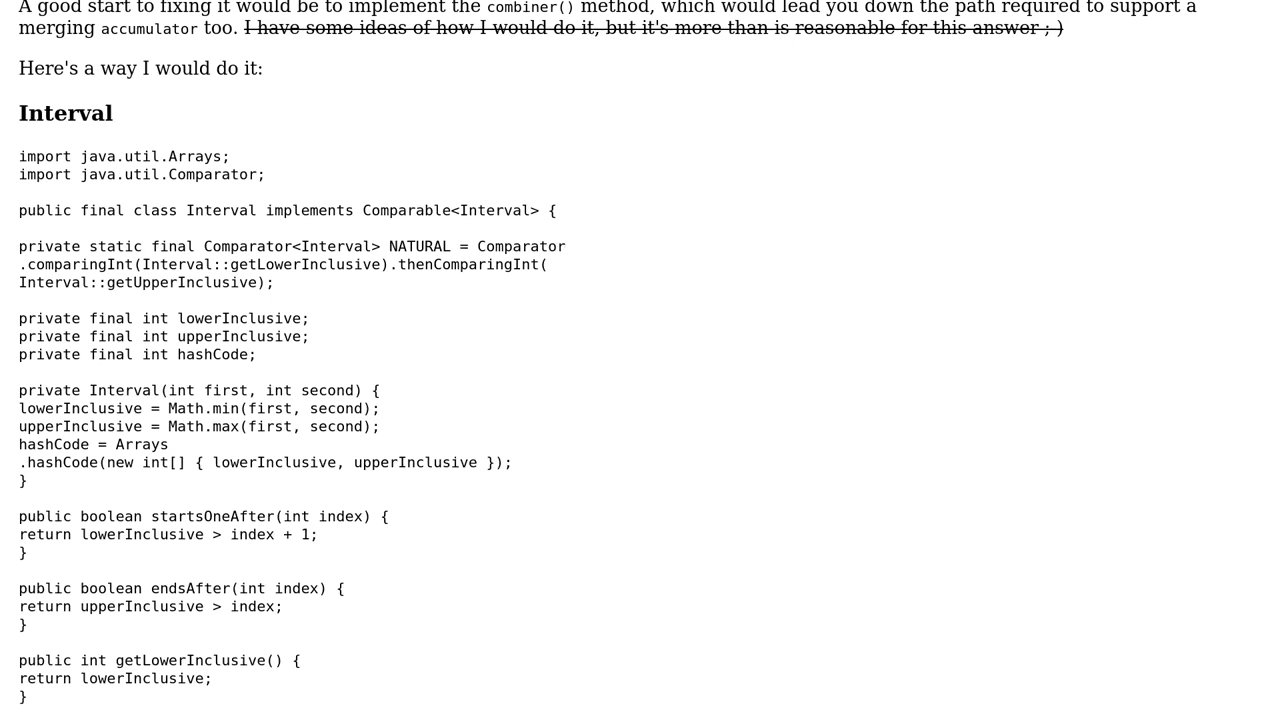 A good start to fixing it would be to implement the combiner() method, which would lead you down the path required to support a
merging accumulator too. I have some ideas of how I would do it, but it's more than is reasonable for this answer ; )
Here's a way I would do it:
Interval
import java.util.Arrays;
import java.util.Comparator;
public final class Interval implements Comparable<Interval> {
private static final Comparator<Interval> NATURAL = Comparator
.comparingInt(Interval::getLowerInclusive).thenComparingInt(
Interval::getUpperInclusive);
private final int lowerInclusive;
private final int upperInclusive;
private final int hashCode;
private Interval(int first, int second) {
lowerInclusive = Math.min(first, second);
upperInclusive = Math.max(first, second);
hashCode = Arrays
.hashCode(new int[] { lowerInclusive, upperInclusive });
}
public boolean startsOneAfter(int index) {
return lowerInclusive > index + 1;
}
public boolean endsAfter(int index) {
return upperInclusive > index;
}
public int getLowerInclusive() {
return lowerInclusive;
}